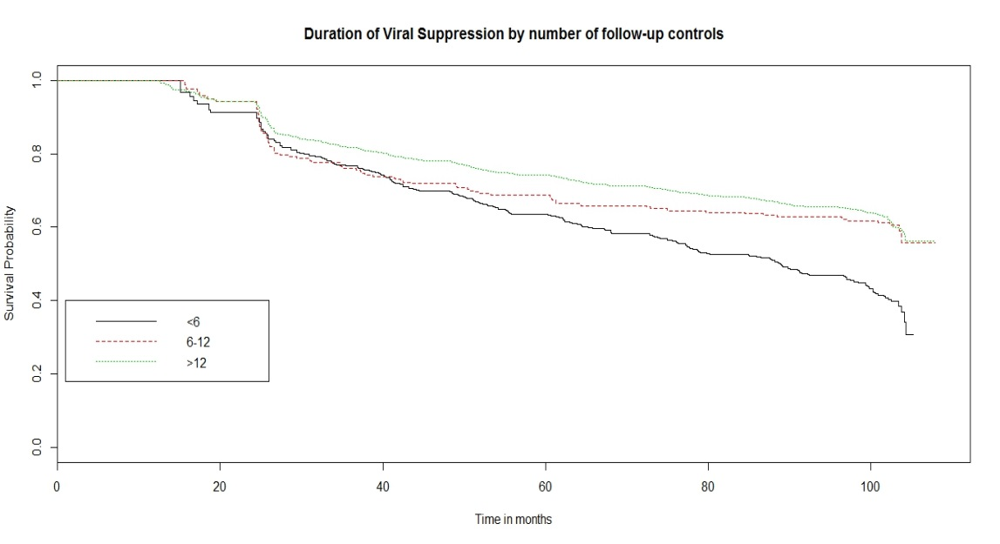 Duration of Viral Suppression by number of follow-up controls
Survival Probability
1.0
0.8
0.6
0.4
0.2
0.0
<6
6-12
>12
0 20 40 60 80 100
Time in months